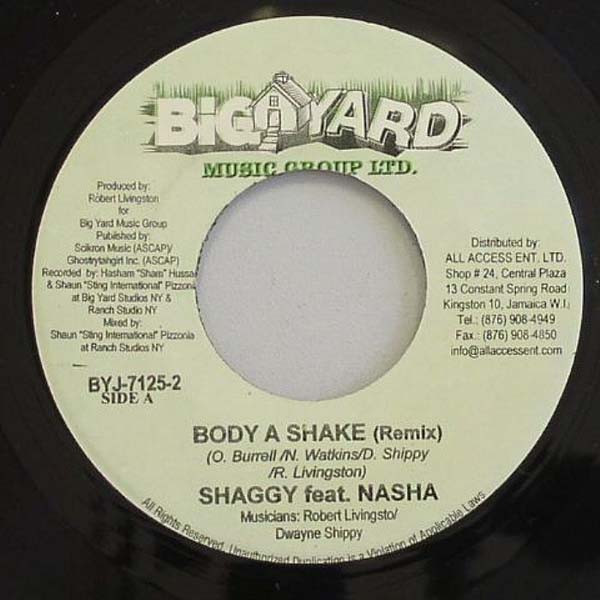 BIG YARD
MUSIC GROUP LTD.
Produced by:
Robert Livingston
for
Big Yard Music Group
Published by:
Soikron Music (ASCAP)/
Ghostrytahgirl Inc. (ASCAP)
Recorded by: Hasham "Sham" Hussa
& Shaun "Sting International" Pizzoni
at Big Yard Studios NY &
Ranch Studio NY
Mixed by:
Shaun "Sting International" Pizzonia
at Ranch Studios NY
Distributed by:
ALL ACCESS ENT. LTD.
Shop # 24, Central Plaza
13 Constant Spring Road
Kingston 10, Jamaica W.I.
Tel.: (876) 908-4949
Fax.: (876) 908-4850
info@allaccessent.com
BYJ-7125-2
SIDE A
BODY A SHAKE (Remix)
(O. Burrell /N. Watkins/D. Shippy
/R. Livingston)
SHAGGY feat. NASHA
Musicians: Robert Livingsto/
Dwayne Shippy
All Rights Reserved. Unauthorized Duplication is a Violation of Applicable Laws